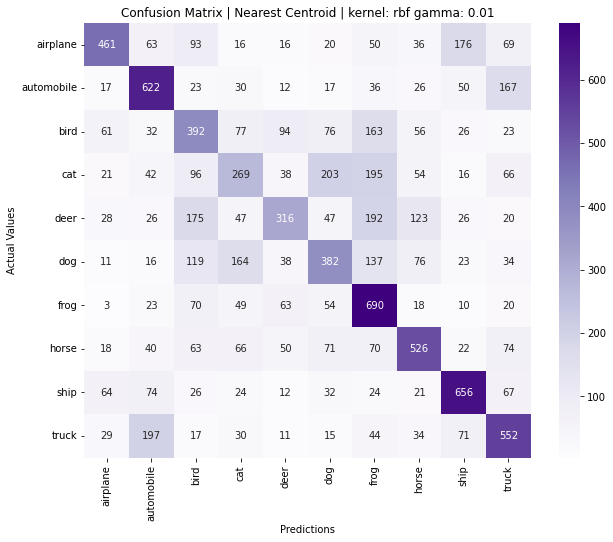 Confusion Matrix | Nearest Centroid | kernel: rbf gamma: 0.01
airplane 461 63 93 16 16 20 50 36 176 69
automobile 17 622 23 30 12 17 36 26 50 167
bird 61 32 392 77 94 76 163 56 26 23
cat 21 42 96 269 38 203 195 54 16 66
deer 28 26 175 47 316 47 192 123 26 20
dog 11 16 119 164 38 382 137 76 23 34
frog 3 23 70 49 63 54 690 18 10 20
horse 18 40 63 66 50 71 70 526 22 74
ship 64 74 26 24 12 32 24 21 656 67
truck 29 197 17 30 11 15 44 34 71 552
airplane automobile bird cat deer dog frog horse ship truck
Predictions
Actual Values
600
500
400
300
200
100